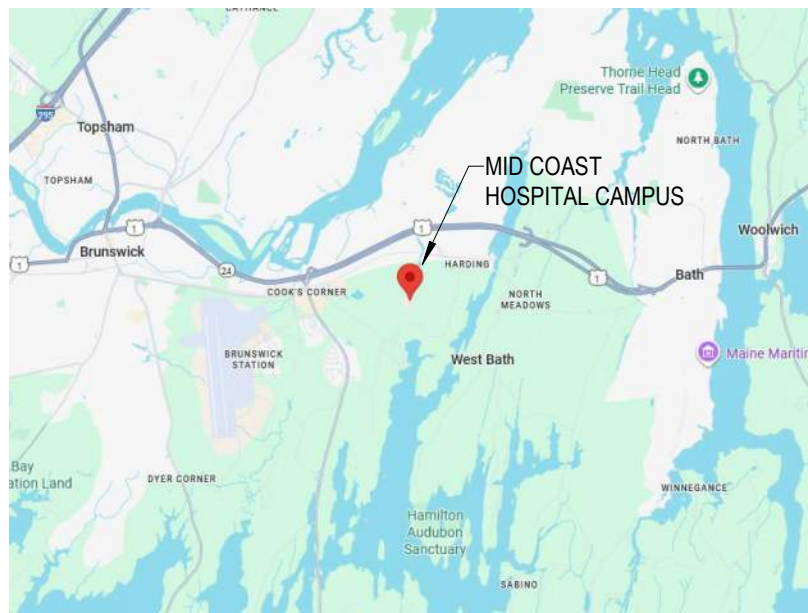 Thorne Head
Preserve Trail Head
295
Topsham
NORTH BATH
MID COAST
HOSPITAL CAMPUS
TOPSHAM
1
1
Woolwich
Brunswick
1
24
HARDING
1
Bath
COOK'S CORNER
NORTH
MEADOWS
BRUNSWICK
STATION
West Bath
Maine Maritin
Bay
ation Land
DYER CORNER
WINNEGANCE
Hamilton
Audubon
Sanctuary
SABINO